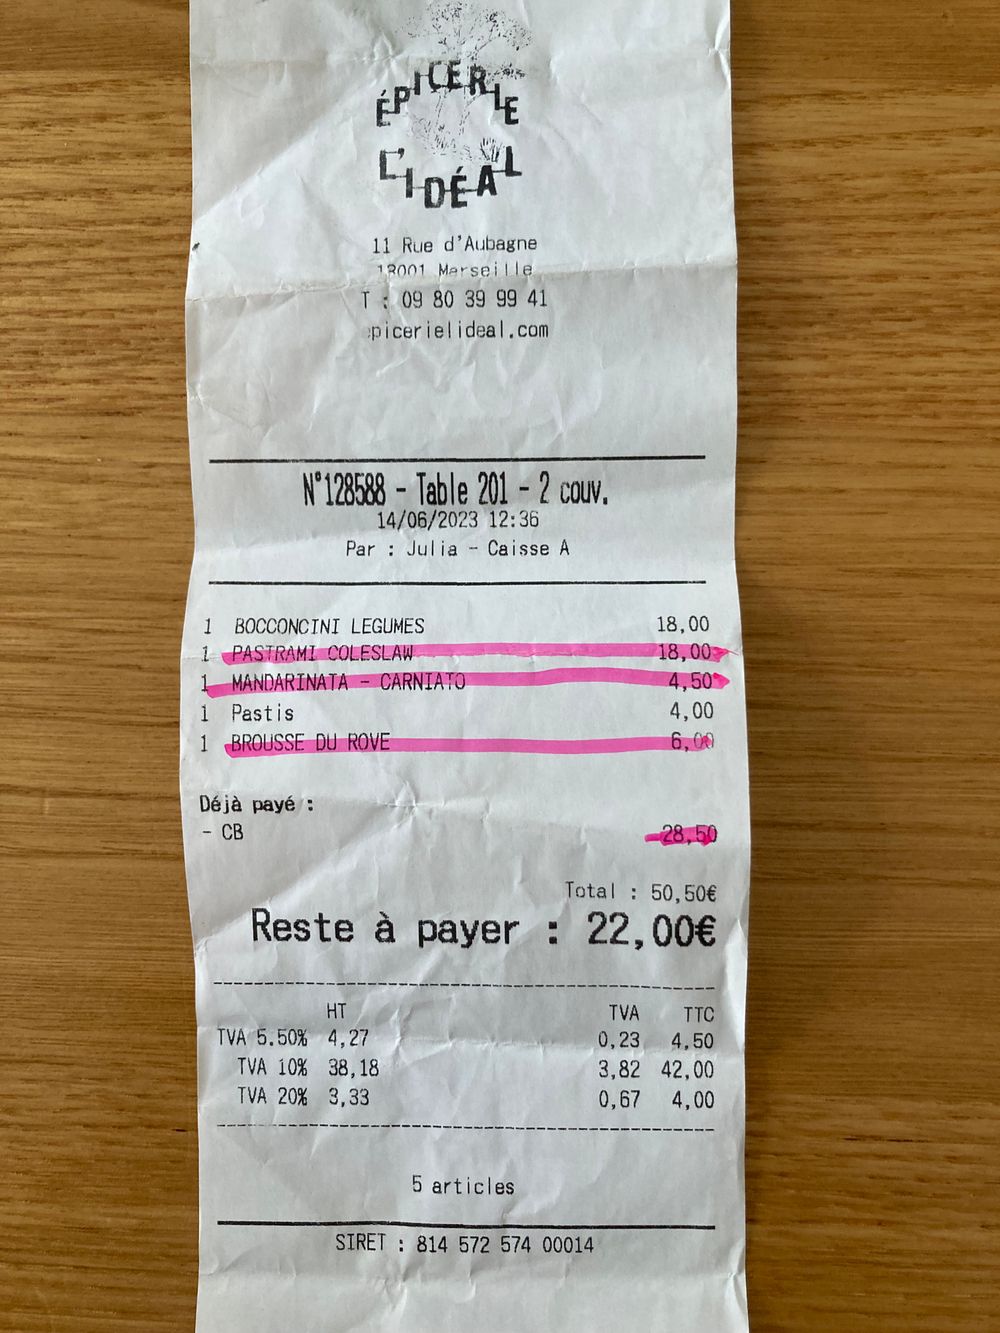 ÉPICERIE
L'IDÉAL
11 Rue d'Aubagne
13001 Marseille
T : 09 80 39 99 41
epicerielideal.com
N°128588 - Table 201 - 2 couv.
14/06/2023 12:36
Par : Julia - Caisse A
1 BOCCONCINI LEGUMES 18,00
1 PASTRAMI COLESLAW 18,00
1 MANDARINATA - CARNIATO 4,50
1 Pastis 4,00
1 BROUSSE DU ROVE 6,00
Déjà payé :
- CB 28,50
Total : 50,50€
Reste à payer : 22,00€
HT TVA TTC
TVA 5.50% 4,27 0,23 4,50
TVA 10% 38,18 3,82 42,00
TVA 20% 3,33 0,67 4,00
5 articles
SIRET : 814 572 574 00014